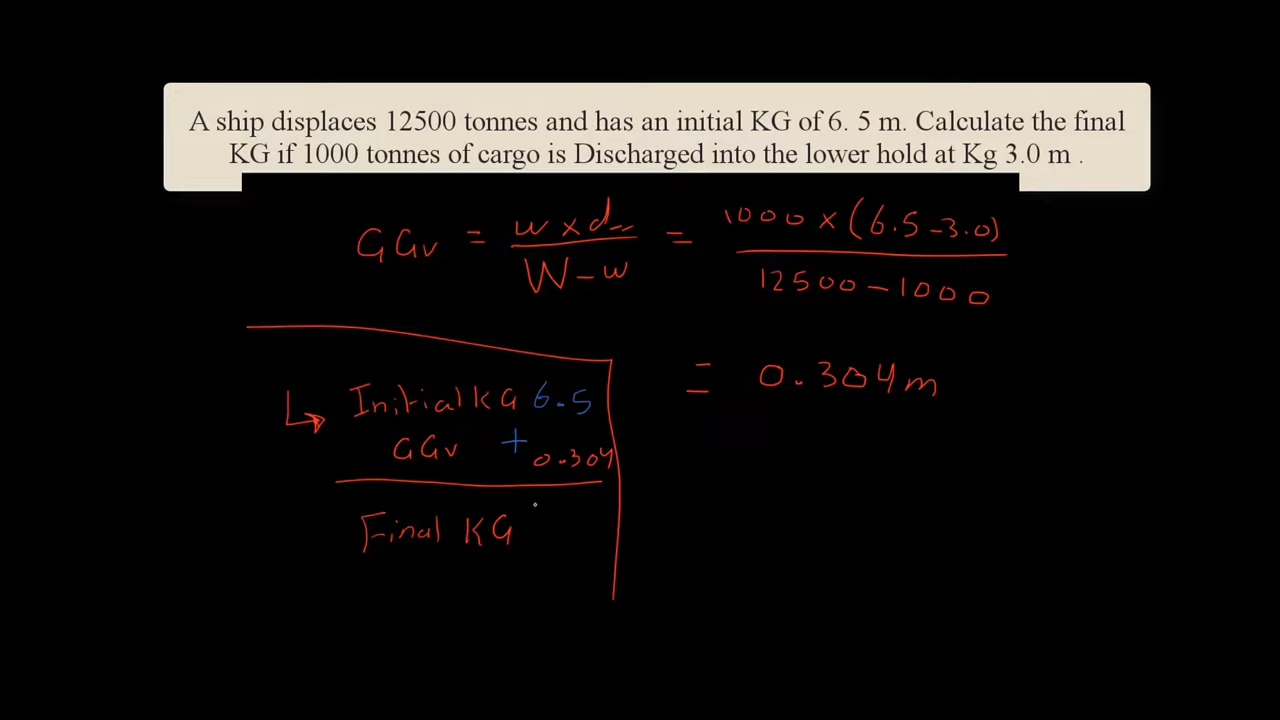 A ship displaces 12500 tonnes and has an initial KG of 6. 5 m. Calculate the final
KG if 1000 tonnes of cargo is Discharged into the lower hold at Kg 3.0 m .
GGv = w x d / W - w = 1000 x (6.5 - 3.0) / 12500 - 1000
= 0.304 m
Initial KG 6.5
GGv + 0.304
Final KG